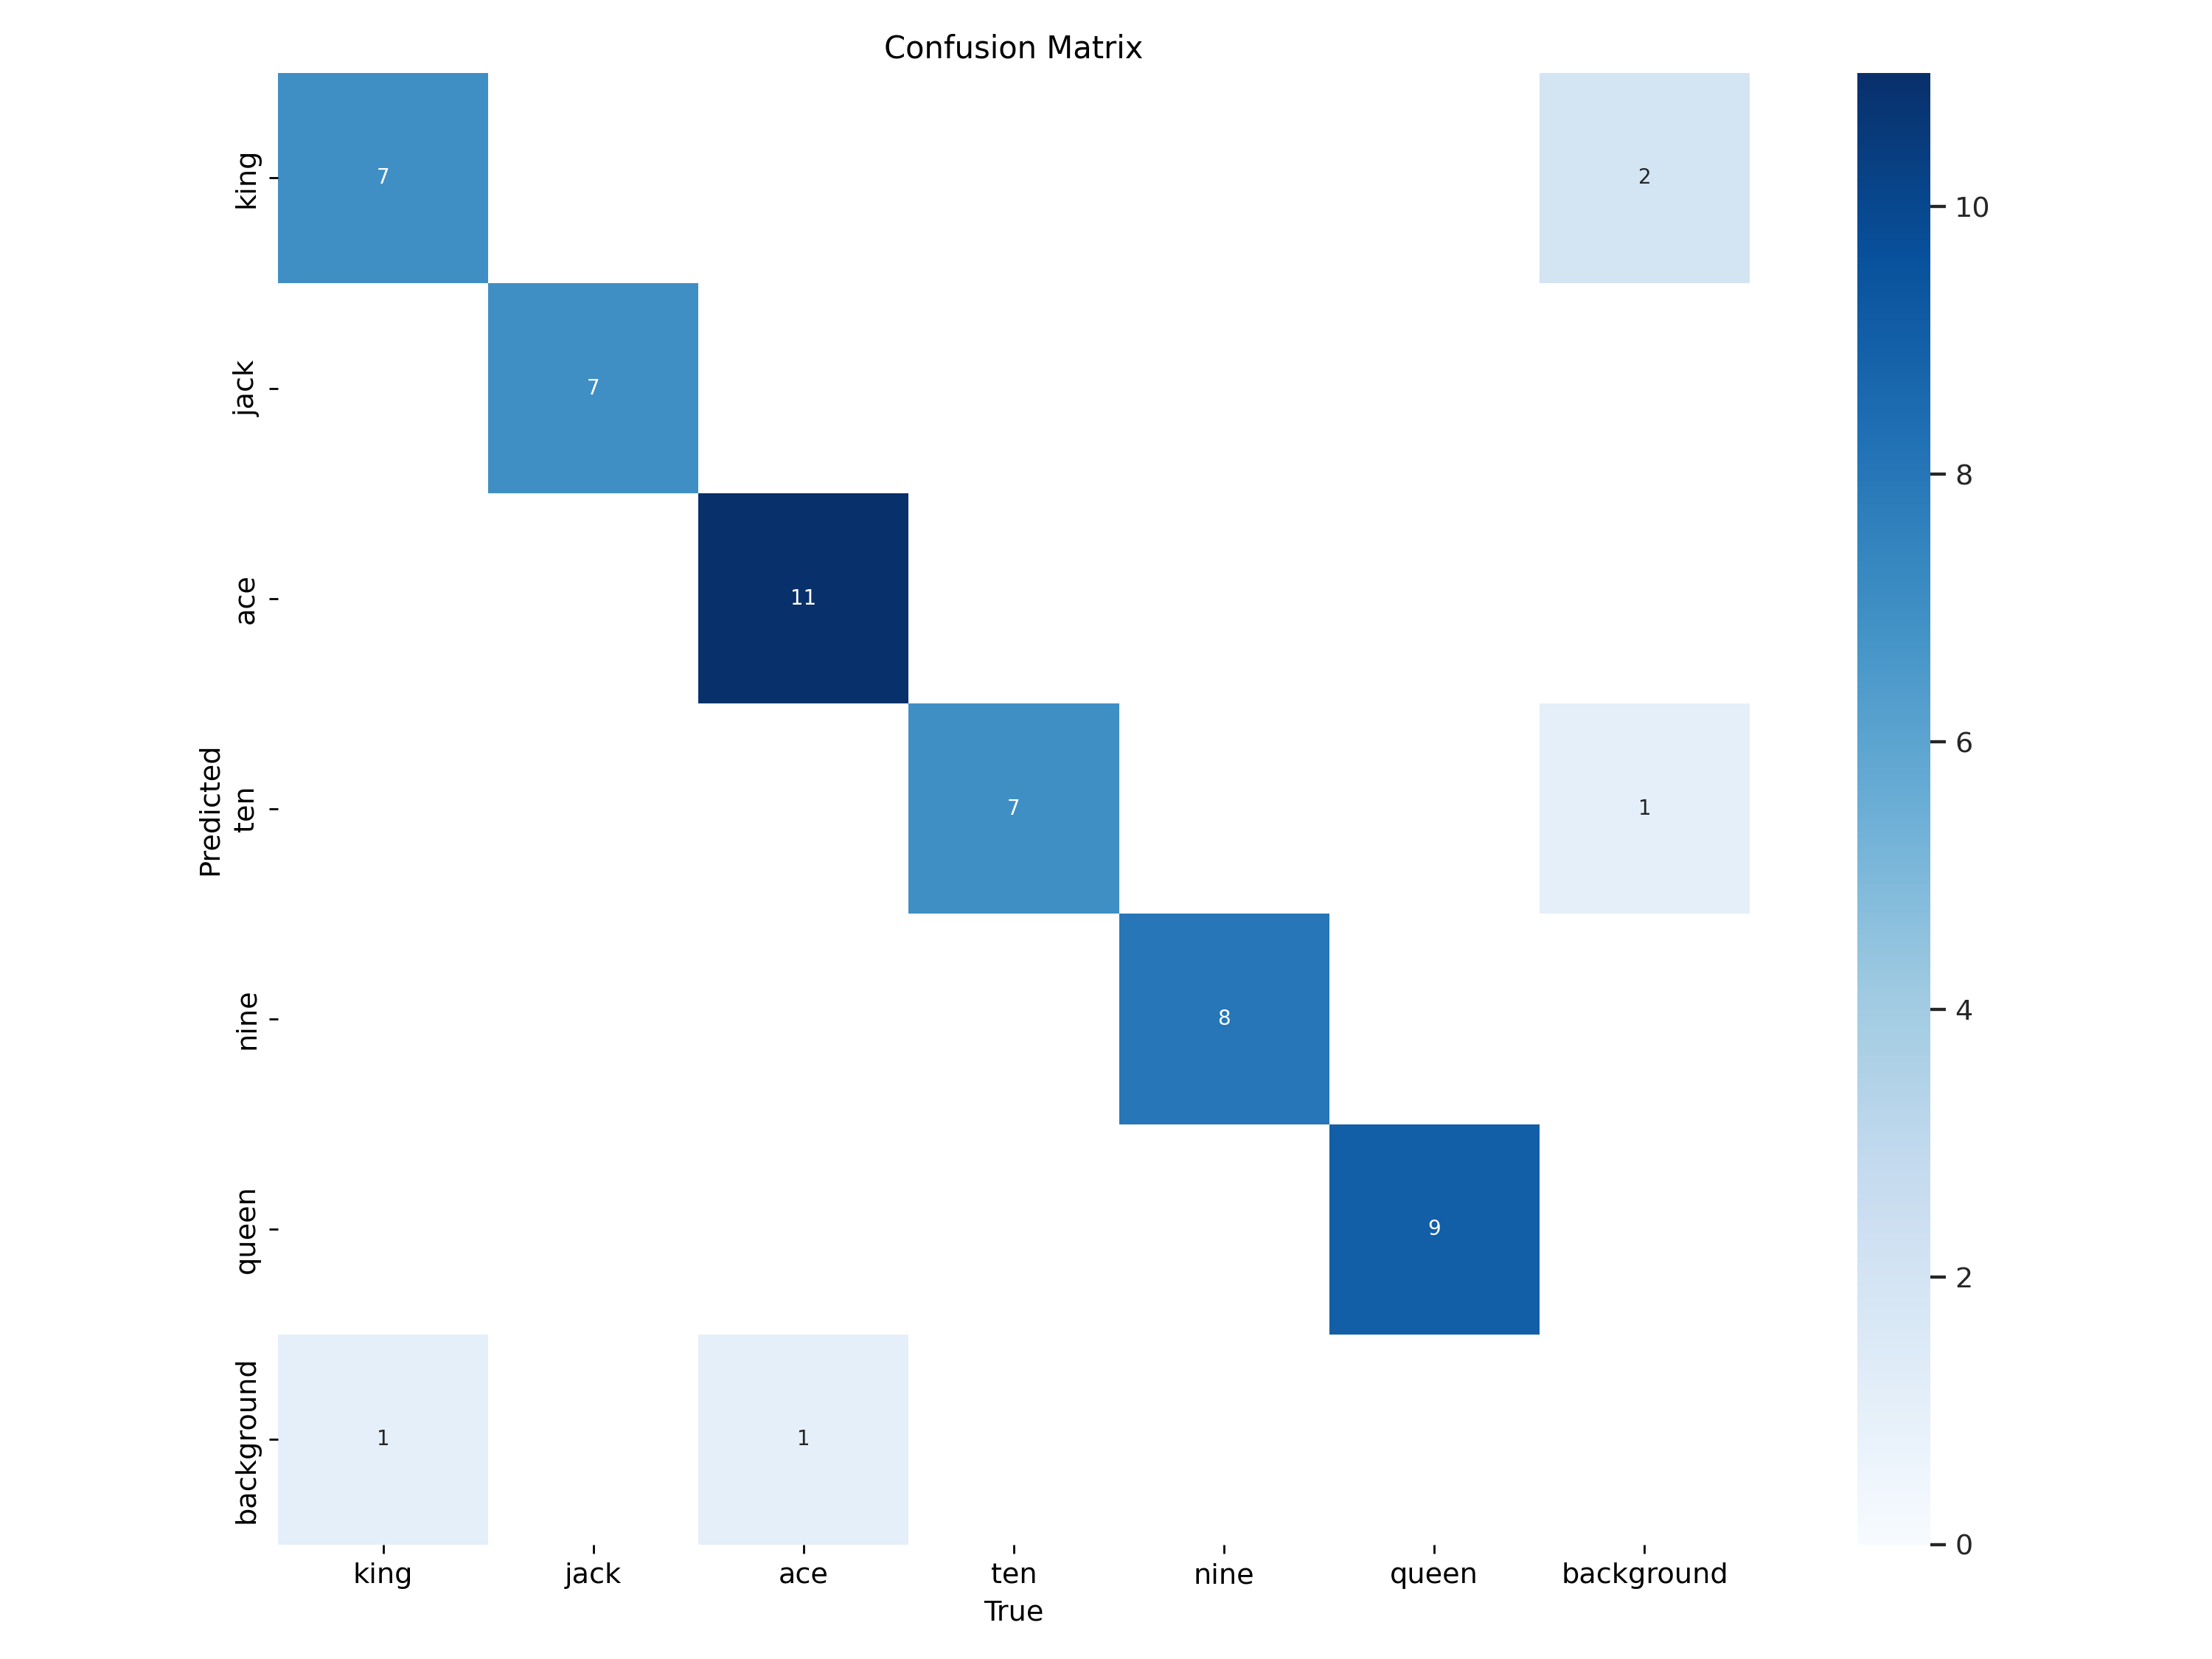 Confusion Matrix
king
jack
ace
ten
nine
queen
background
Predicted
7
2
7
11
7
1
8
9
1
1
king
jack
ace
ten
nine
queen
background
True
10
8
6
4
2
0